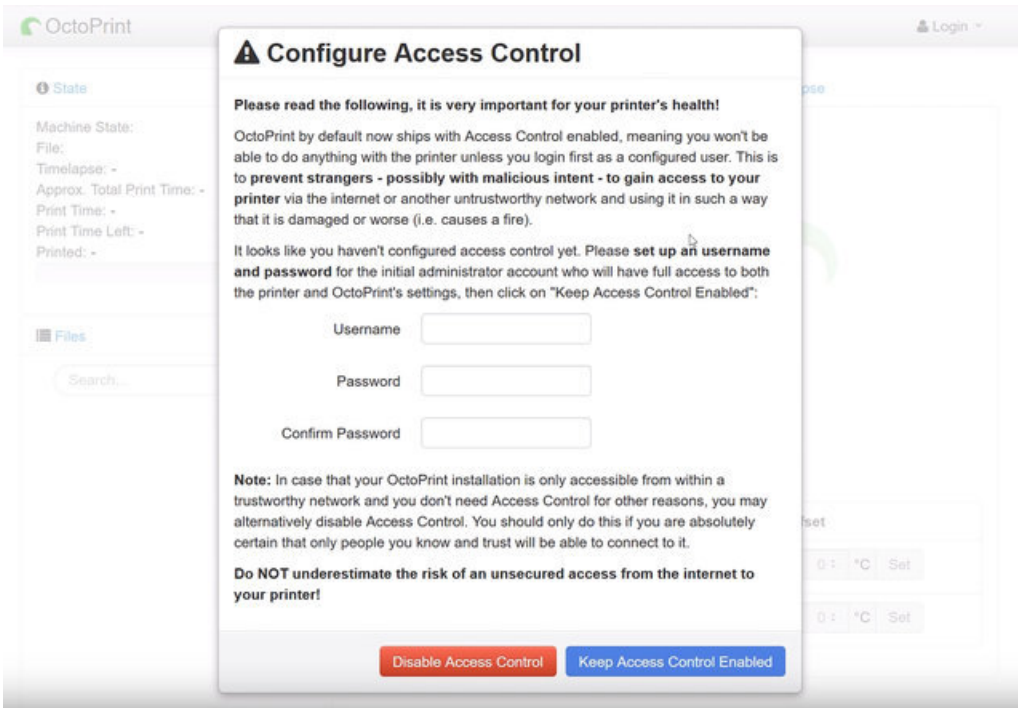 OctoPrint
Login
Configure Access Control
State
Machine State:
File:
Timelapse: -
Approx. Total Print Time: -
Print Time: -
Print Time Left: -
Printed: -
Files
Search...
Please read the following, it is very important for your printer's health!
OctoPrint by default now ships with Access Control enabled, meaning you won't be
able to do anything with the printer unless you login first as a configured user. This is
to prevent strangers - possibly with malicious intent - to gain access to your
printer via the internet or another untrustworthy network and using it in such a way
that it is damaged or worse (i.e. causes a fire).
It looks like you haven't configured access control yet. Please set up an username
and password for the initial administrator account who will have full access to both
the printer and OctoPrint's settings, then click on "Keep Access Control Enabled":
Username
Password
Confirm Password
Note: In case that your OctoPrint installation is only accessible from within a
trustworthy network and you don't need Access Control for other reasons, you may
alternatively disable Access Control. You should only do this if you are absolutely
certain that only people you know and trust will be able to connect to it.
Do NOT underestimate the risk of an unsecured access from the internet to
your printer!
Disable Access Control
Keep Access Control Enabled
0 °C Set
0 °C Set